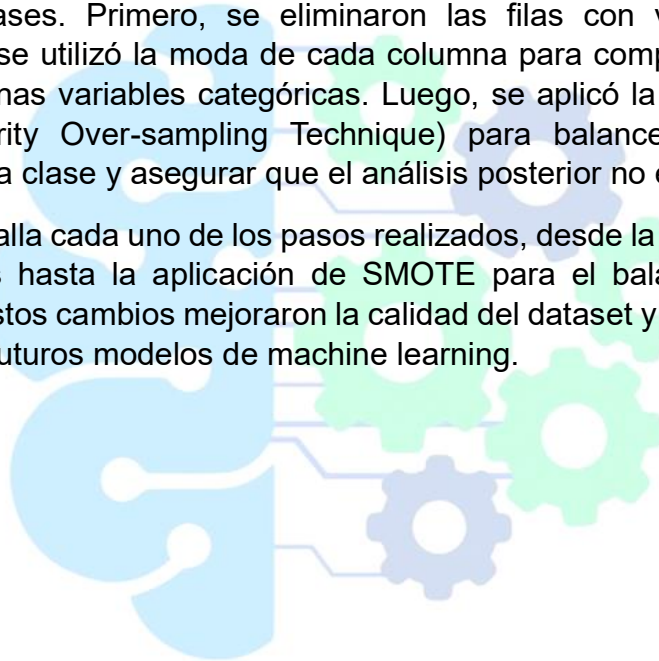 ases. Primero, se eliminaron las filas con v
se utilizó la moda de cada columna para comp
nas variables categóricas. Luego, se aplicó la
rity Over-sampling Technique) para balance
a clase y asegurar que el análisis posterior no e
alla cada uno de los pasos realizados, desde la
s hasta la aplicación de SMOTE para el bala
stos cambios mejoraron la calidad del dataset y
uturos modelos de machine learning.